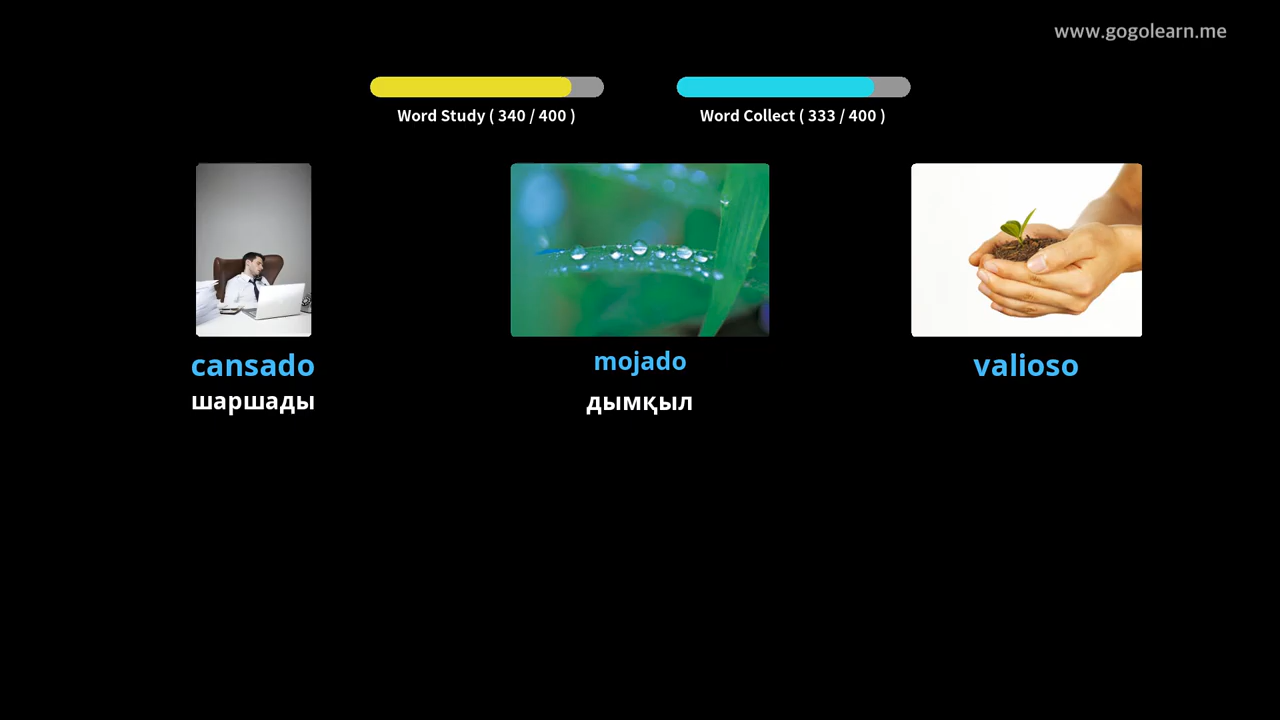 www.gogolearn.me
Word Study ( 340 / 400 )
Word Collect ( 333 / 400 )
cansado
шаршады
mojado
дымқыл
valioso